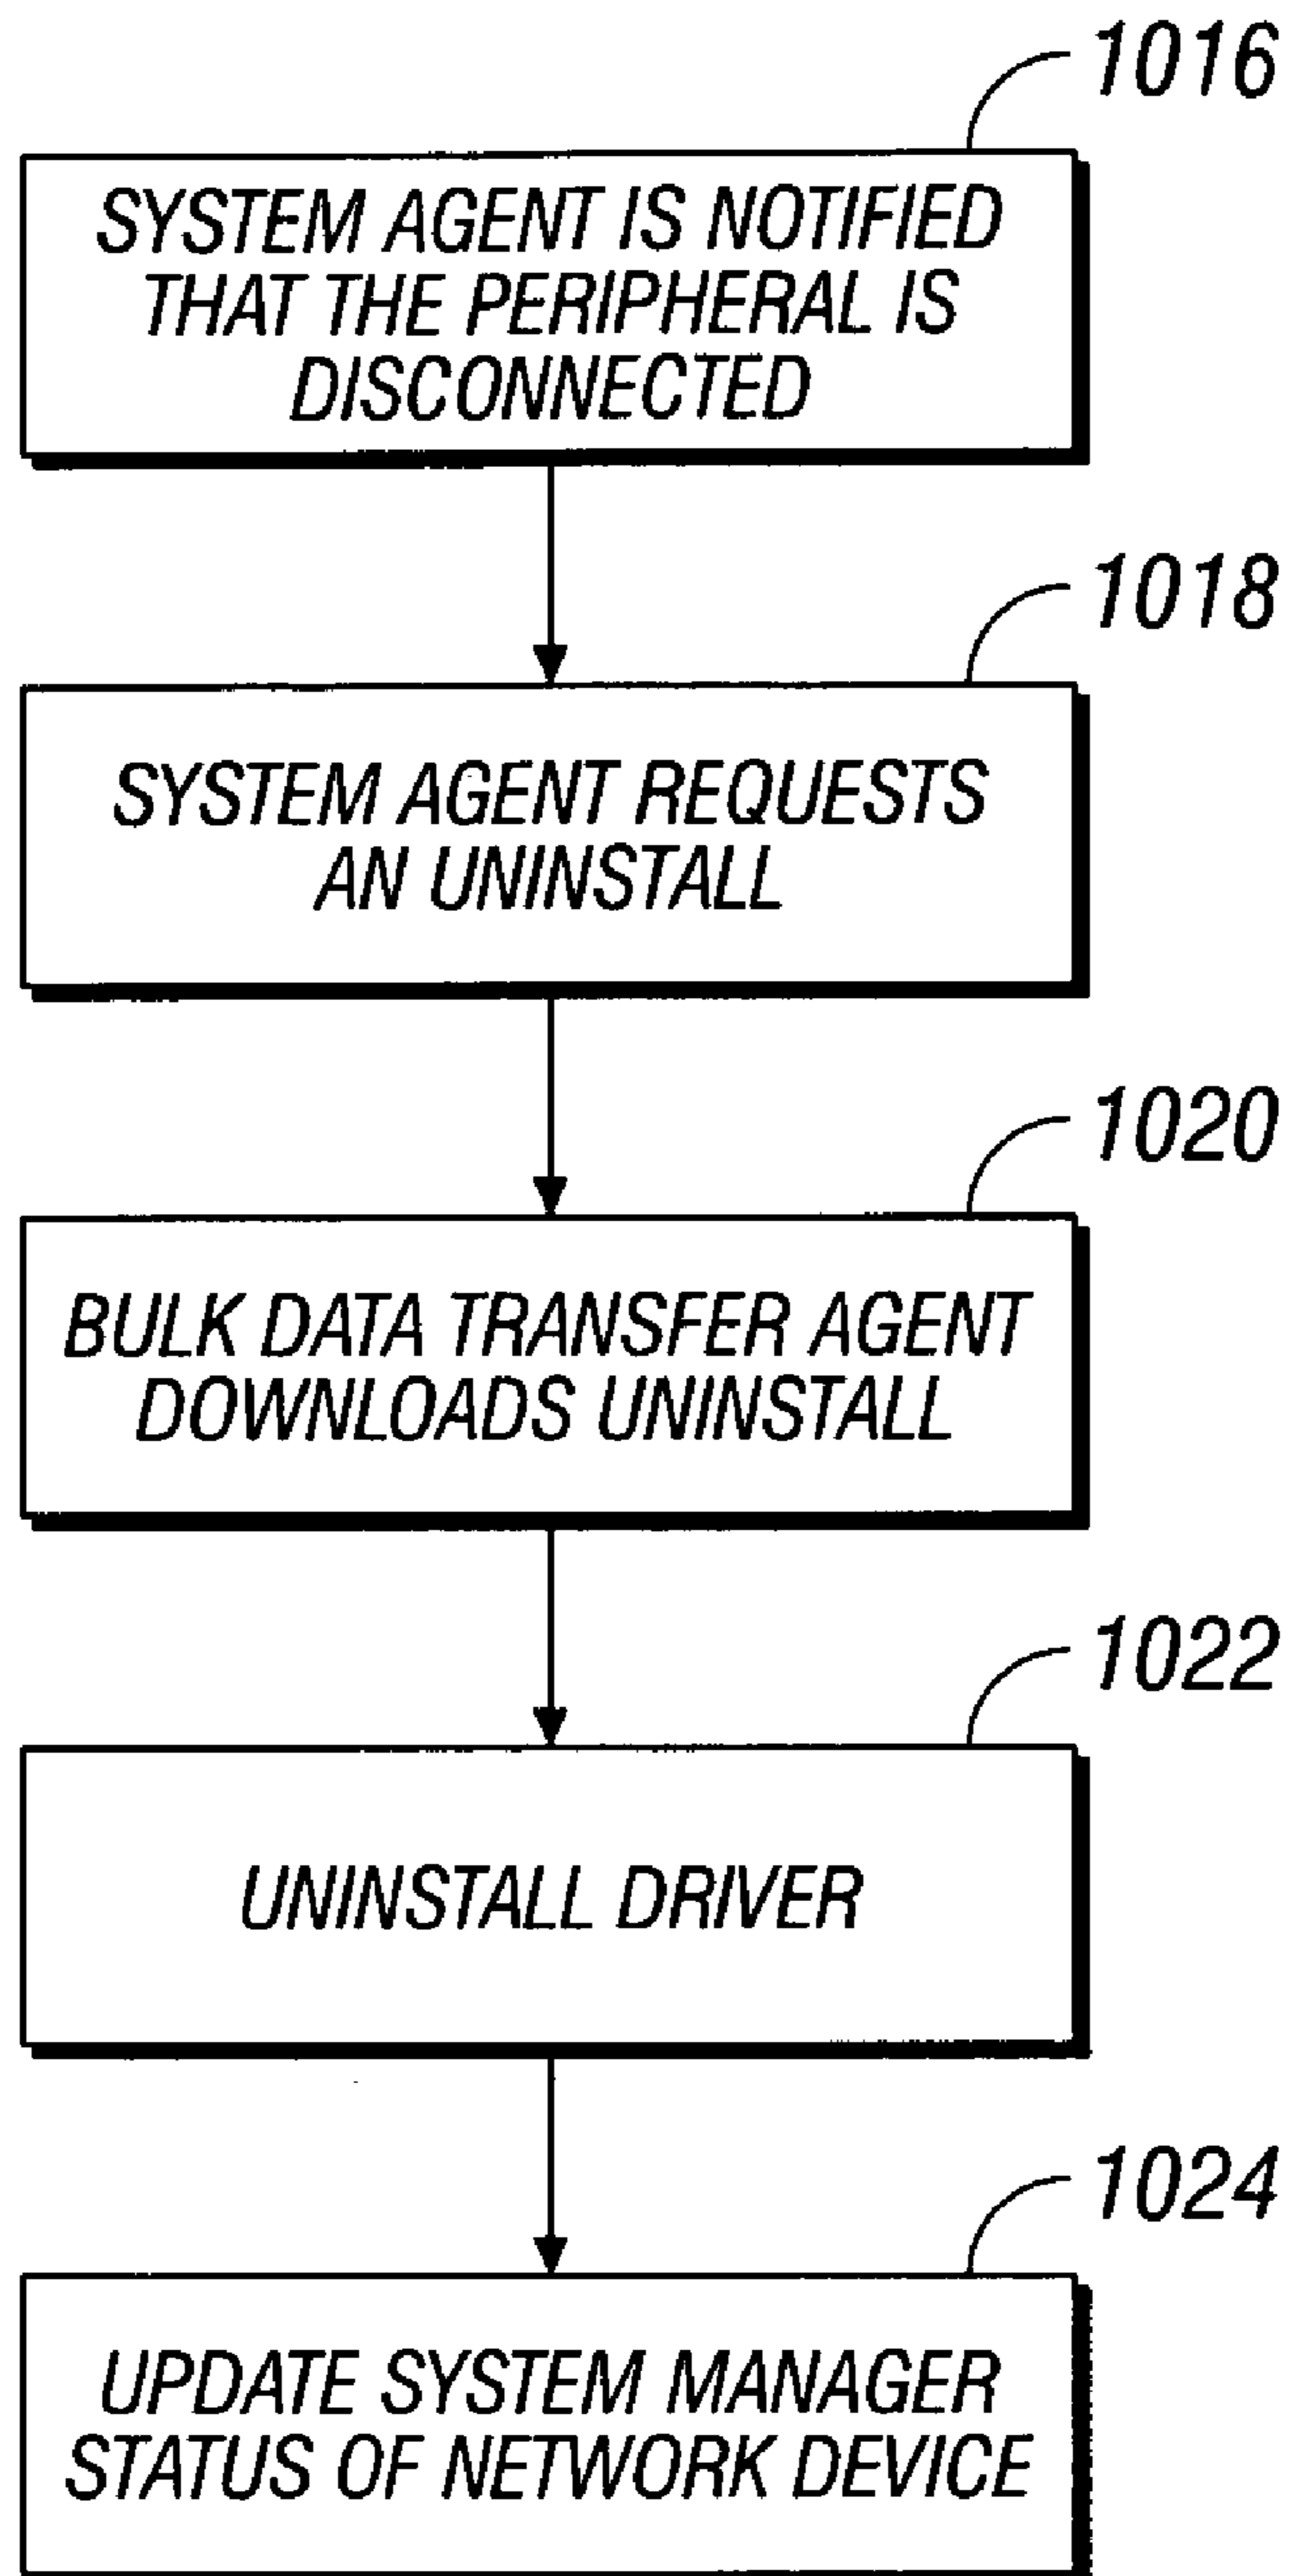 1016
SYSTEM AGENT IS NOTIFIED
THAT THE PERIPHERAL IS
DISCONNECTED
1018
SYSTEM AGENT REQUESTS
AN UNINSTALL
1020
BULK DATA TRANSFER AGENT
DOWNLOADS UNINSTALL
1022
UNINSTALL DRIVER
1024
UPDATE SYSTEM MANAGER
STATUS OF NETWORK DEVICE